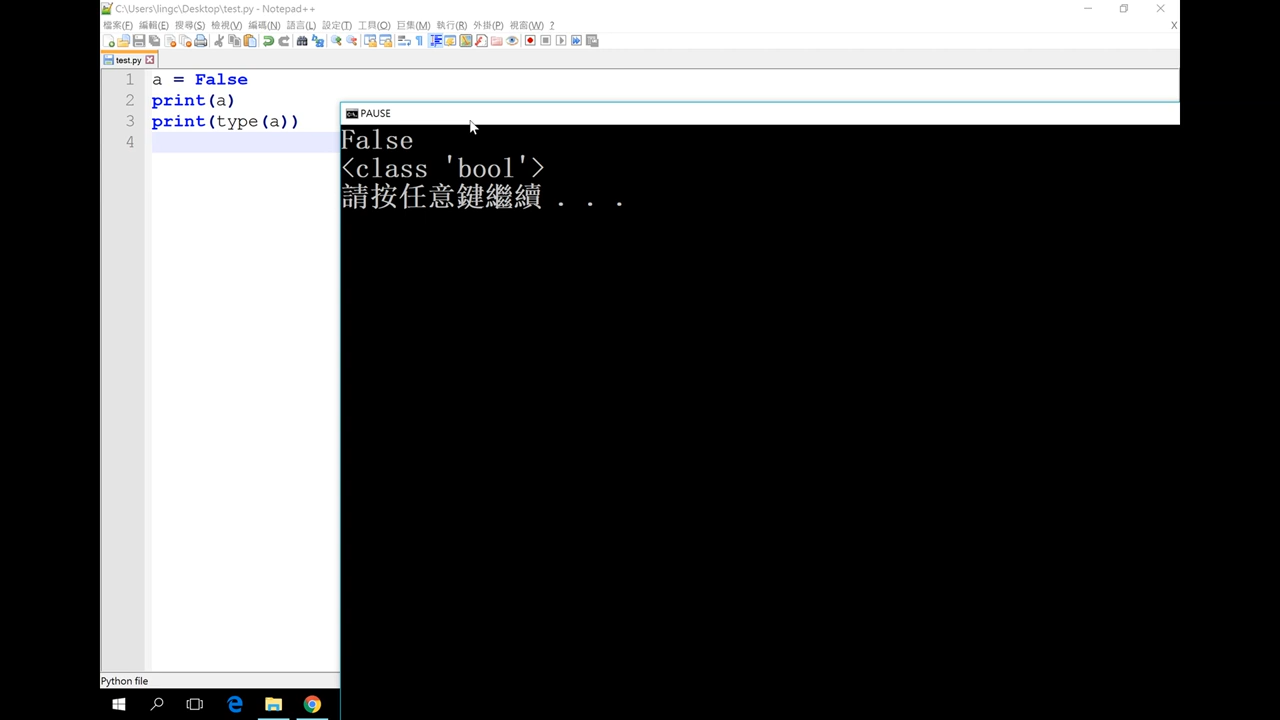 C:\Users\lingc\Desktop\test.py - Notepad++
檔案(F) 編輯(E) 搜尋(S) 檢視(V) 編碼(N) 語言(L) 設定(T) 工具(O) 巨集(M) 執行(R) 外掛(P) 視窗(W) ?
X
test.py
1 a = False
2 print(a)
3 print(type(a))
4
PAUSE
False
<class 'bool'>
請按任意鍵繼續 . . .
Python file